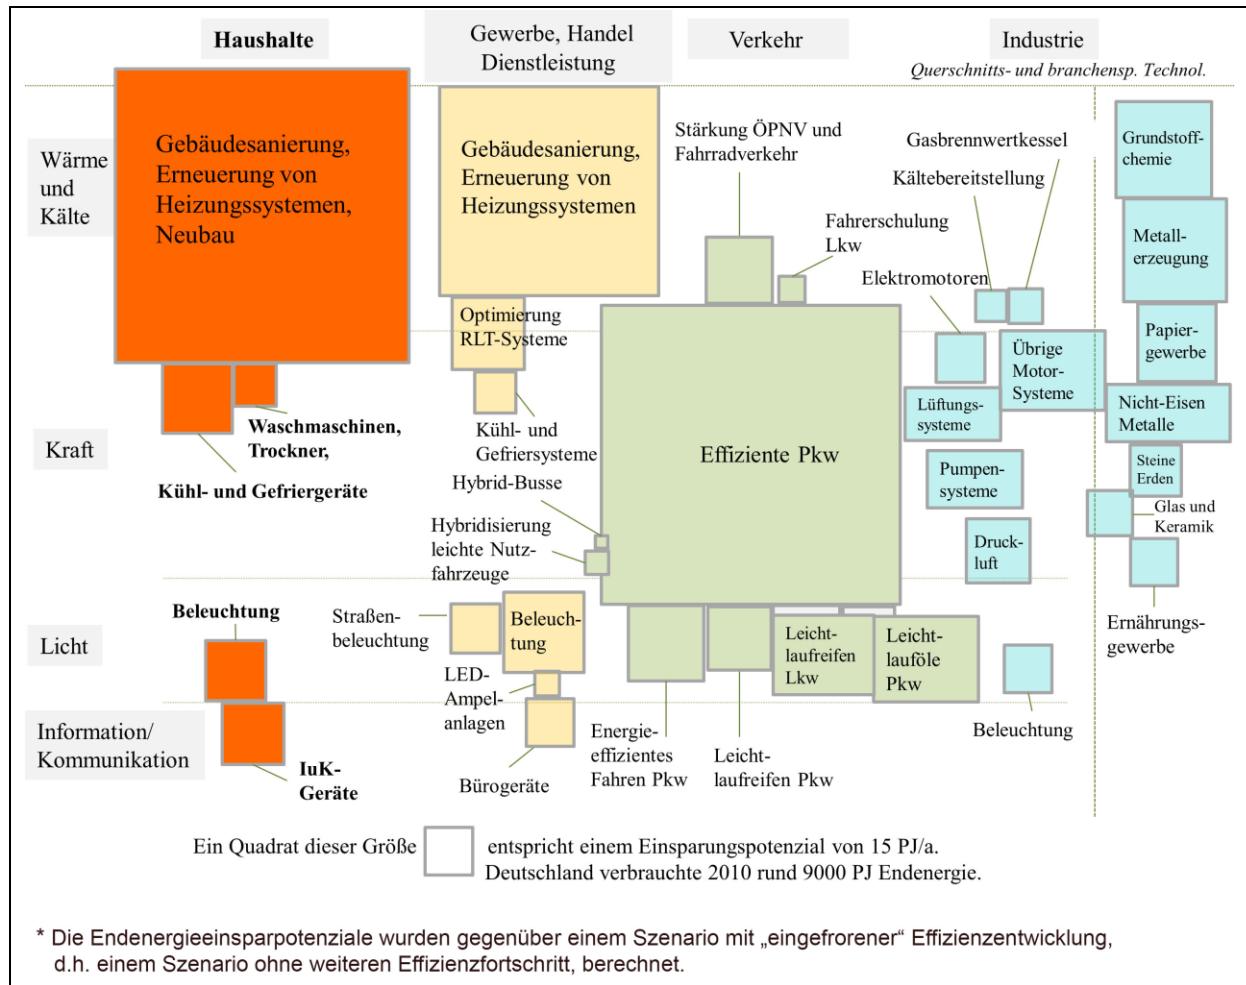 Haushalte
Gewerbe, Handel
Dienstleistung
Verkehr
Industrie
Querschnitts- und branchensp. Technol.
Wärme
und
Kälte
Gebäudesanierung,
Erneuerung von
Heizungssystemen,
Neubau
Gebäudesanierung,
Erneuerung von
Heizungssystemen
Stärkung ÖPNV und
Fahrradverkehr
Fahrerschulung
Lkw
Gasbrennwertkessel
Kältebereitstellung
Elektromotoren
Grundstoff-
chemie
Metall-
erzeugung
Optimierung
RLT-Systeme
Übrige
Motor-
Systeme
Papier-
gewerbe
Kraft
Waschmaschinen,
Trockner,
Kühl- und Gefriergeräte
Kühl- und
Gefriersysteme
Hybrid-Busse
Hybridisierung
leichte Nutz-
fahrzeuge
Effiziente Pkw
Lüftungs-
systeme
Nicht-Eisen
Metalle
Pumpen-
systeme
Steine
Erden
Glas und
Keramik
Druck-
luft
Ernährungs-
gewerbe
Licht
Beleuchtung
Straßen-
beleuchtung
Beleuch-
tung
LED-
Ampel-
anlagen
Leicht-
laufreifen
Lkw
Leicht-
lauföle
Pkw
Beleuchtung
Information/
Kommunikation
IuK-
Geräte
Bürogeräte
Energie-
effizientes
Fahren Pkw
Leicht-
laufreifen Pkw
Ein Quadrat dieser Größe entspricht einem Einsparungspotenzial von 15 PJ/a.
Deutschland verbrauchte 2010 rund 9000 PJ Endenergie.
* Die Endenergieeinsparpotenziale wurden gegenüber einem Szenario mit „eingefrorener“ Effizienzentwicklung,
d.h. einem Szenario ohne weiteren Effizienzfortschritt, berechnet.